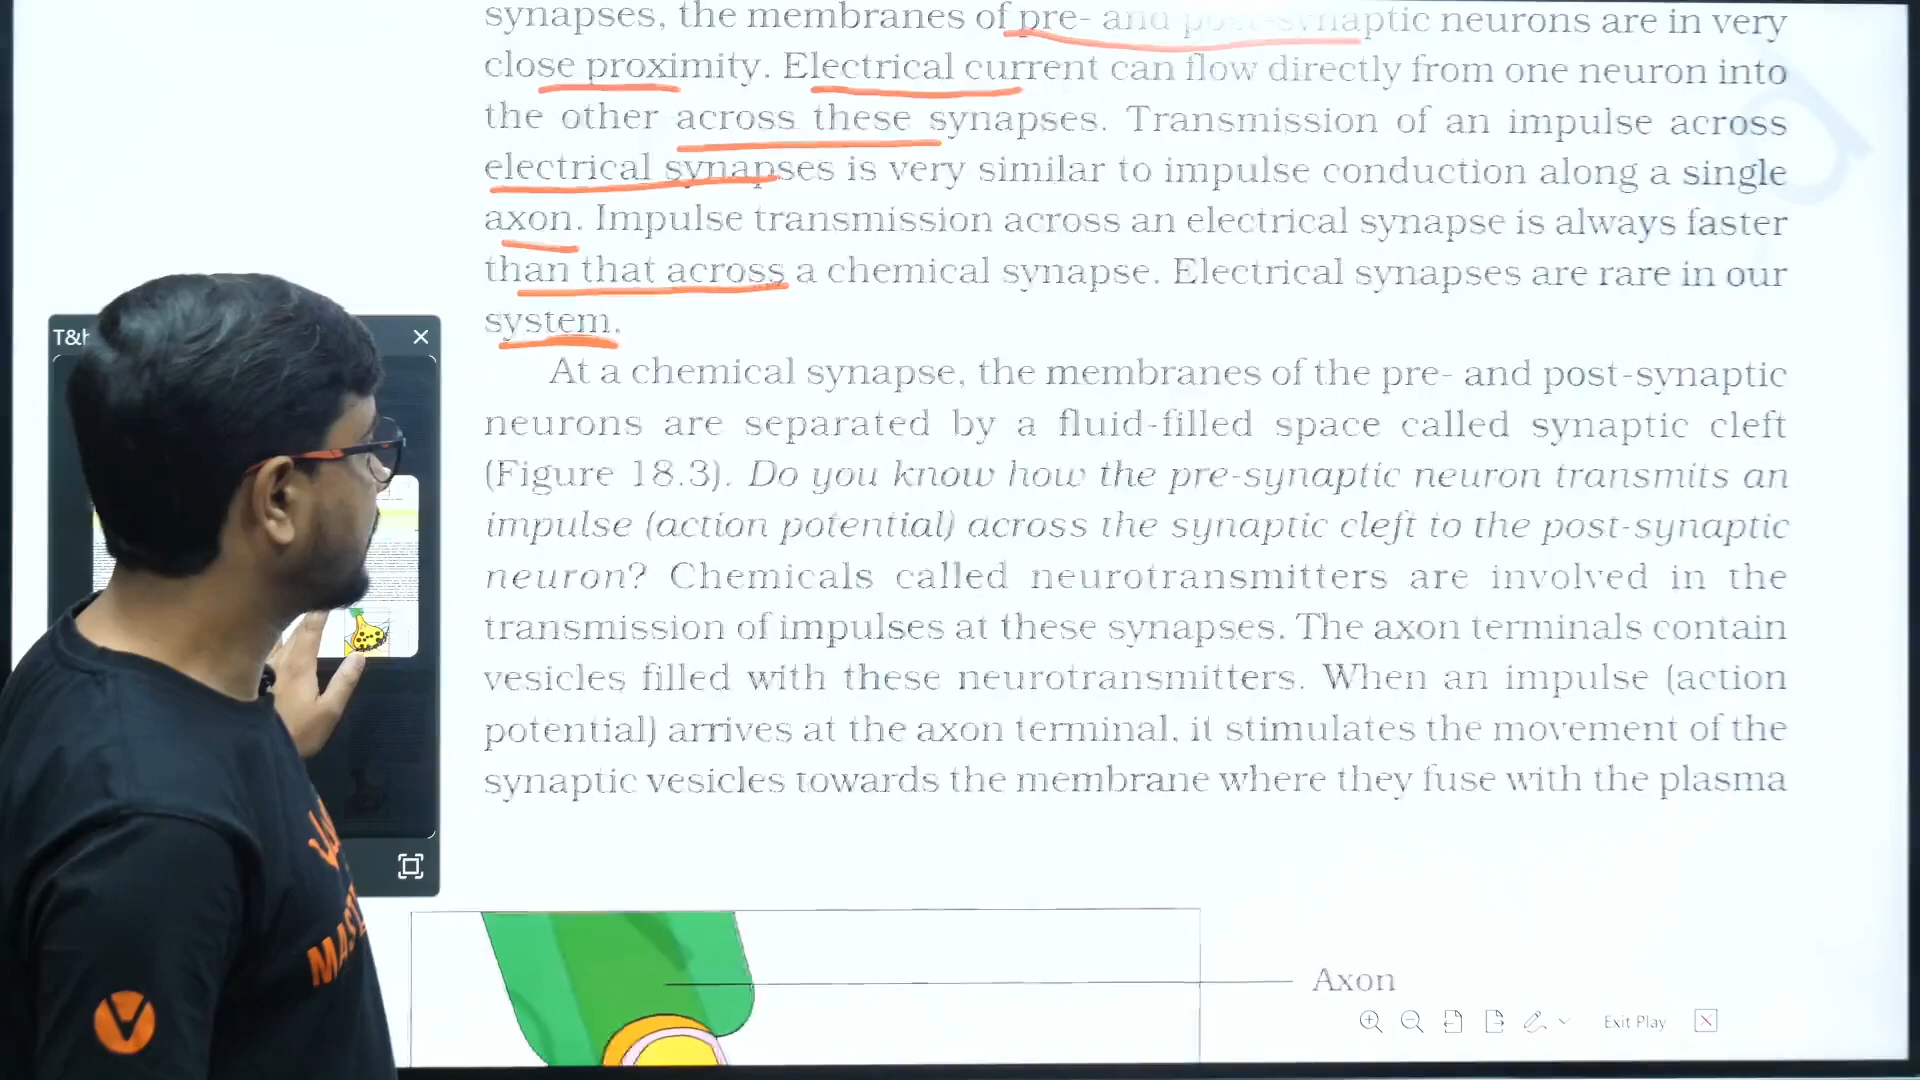 synapses, the membranes of pre- and post-synaptic neurons are in very
close proximity. Electrical current can flow directly from one neuron into
the other across these synapses. Transmission of an impulse across
electrical synapses is very similar to impulse conduction along a single
axon. Impulse transmission across an electrical synapse is always faster
than that across a chemical synapse. Electrical synapses are rare in our
system.
At a chemical synapse, the membranes of the pre- and post-synaptic
neurons are separated by a fluid-filled space called synaptic cleft
(Figure 18.3). Do you know how the pre-synaptic neuron transmits an
impulse (action potential) across the synaptic cleft to the post-synaptic
neuron? Chemicals called neurotransmitters are involved in the
transmission of impulses at these synapses. The axon terminals contain
vesicles filled with these neurotransmitters. When an impulse (action
potential) arrives at the axon terminal, it stimulates the movement of the
synaptic vesicles towards the membrane where they fuse with the plasma
Axon
Exit Play